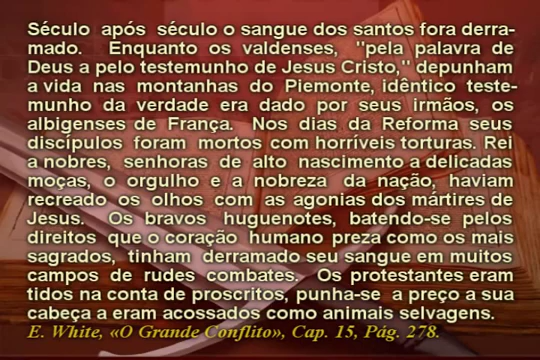 Século após século o sangue dos santos fora derra-
mado. Enquanto os valdenses, "pela palavra de
Deus a pelo testemunho de Jesus Cristo," depunham
a vida nas montanhas do Piemonte, idêntico teste-
munho da verdade era dado por seus irmãos, os
albigenses de França. Nos dias da Reforma seus
discípulos foram mortos com horríveis torturas. Rei
a nobres, senhoras de alto nascimento a delicadas
moças, o orgulho e a nobreza da nação, haviam
recreado os olhos com as agonias dos mártires de
Jesus. Os bravos huguenotes, batendo-se pelos
direitos que o coração humano preza como os mais
sagrados, tinham derramado seu sangue em muitos
campos de rudes combates. Os protestantes eram
tidos na conta de proscritos, punha-se a preço a sua
cabeça a eram acossados como animais selvagens.
E. White, «O Grande Conflito», Cap. 15, Pág. 278.